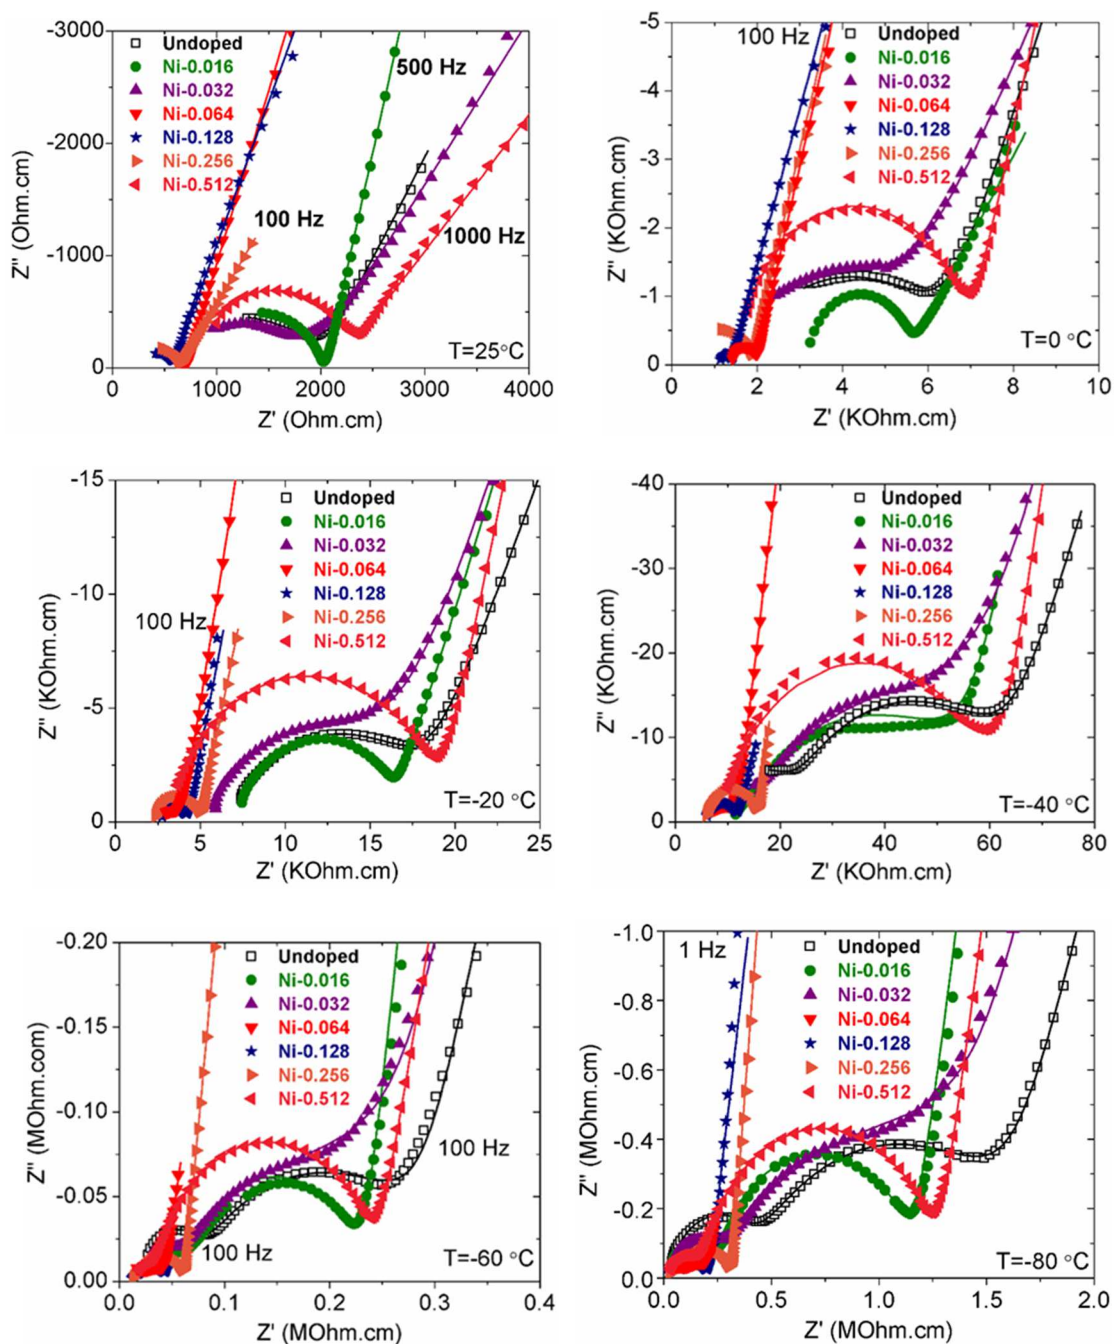 -3000
-2000
-1000
0
Z'' (Ohm.cm)
Undoped
Ni-0.016
Ni-0.032
Ni-0.064
Ni-0.128
Ni-0.256
Ni-0.512
500 Hz
100 Hz
1000 Hz
T=25°C
0 1000 2000 3000 4000
Z' (Ohm.cm)
-5
-4
-3
-2
-1
0
Z'' (KOhm.cm)
100 Hz
Undoped
Ni-0.016
Ni-0.032
Ni-0.064
Ni-0.128
Ni-0.256
Ni-0.512
T=0 °C
0 2 4 6 8 10
Z' (KOhm.cm)
-15
-10
-5
0
Z'' (KOhm.cm)
Undoped
Ni-0.016
Ni-0.032
Ni-0.064
Ni-0.128
Ni-0.256
Ni-0.512
100 Hz
T=-20 °C
0 5 10 15 20 25
Z' (KOhm.cm)
-40
-30
-20
-10
0
Z'' (KOhm.cm)
Undoped
Ni-0.016
Ni-0.032
Ni-0.064
Ni-0.128
Ni-0.256
Ni-0.512
T=-40 °C
0 20 40 60 80
Z' (KOhm.cm)
-0.20
-0.15
-0.10
-0.05
0.00
Z'' (MOhm.com)
Undoped
Ni-0.016
Ni-0.032
Ni-0.064
Ni-0.128
Ni-0.256
Ni-0.512
100 Hz
100 Hz
T=-60 °C
0.0 0.1 0.2 0.3 0.4
Z' (MOhm.cm)
-1.0
-0.8
-0.6
-0.4
-0.2
0.0
Z'' (MOhm.cm)
1 Hz
Undoped
Ni-0.016
Ni-0.032
Ni-0.064
Ni-0.128
Ni-0.256
Ni-0.512
T=-80 °C
0.0 0.5 1.0 1.5 2.0
Z' (MOhm.cm)